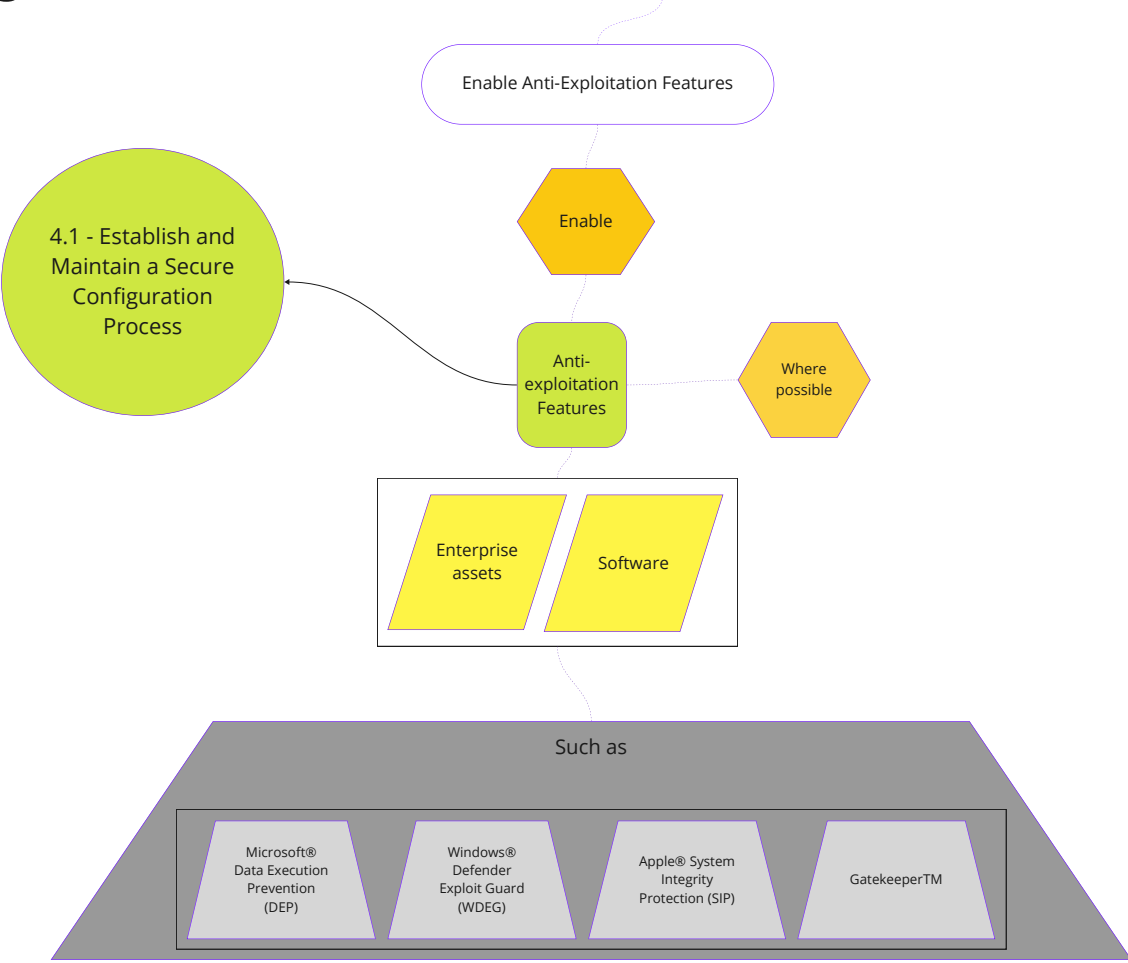 Enable Anti-Exploitation Features
Enable
4.1 - Establish and
Maintain a Secure
Configuration
Process
Anti-
exploitation
Features
Where
possible
Enterprise
assets
Software
Such as
Microsoft®
Data Execution
Prevention
(DEP)
Windows®
Defender
Exploit Guard
(WDEG)
Apple® System
Integrity
Protection (SIP)
GatekeeperTM